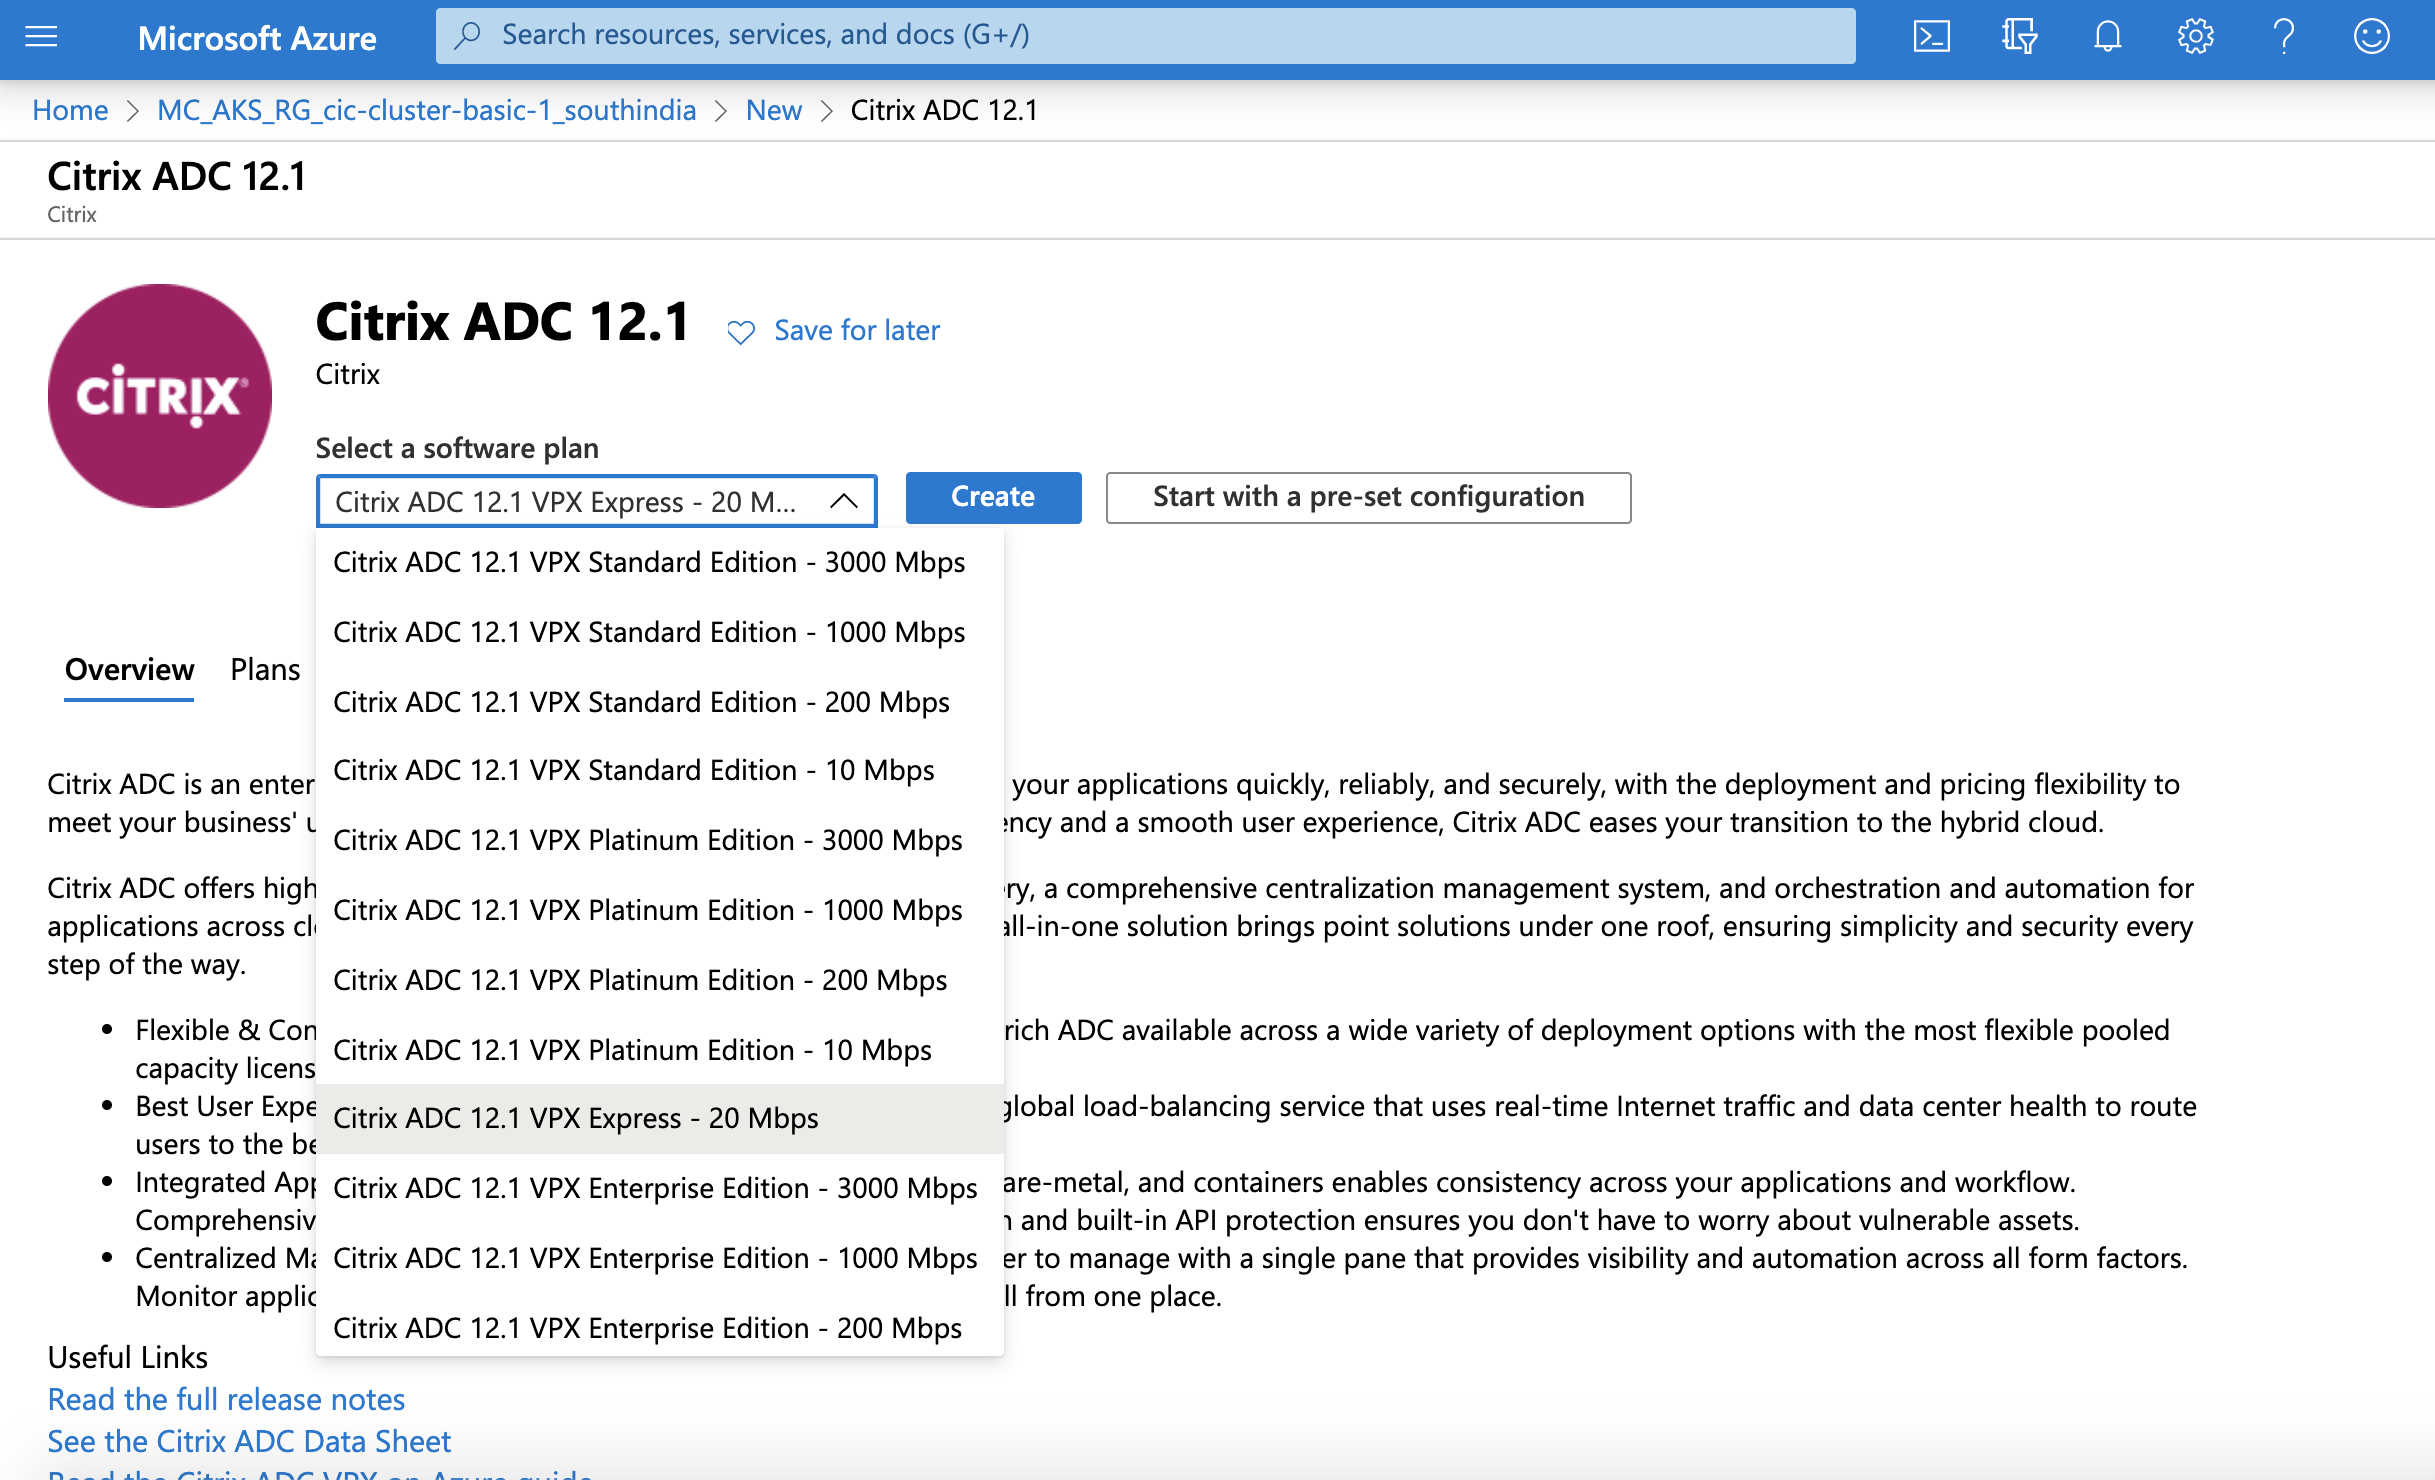 Microsoft Azure
Search resources, services, and docs (G+/)
Home > MC_AKS_RG_cic-cluster-basic-1_southindia > New > Citrix ADC 12.1
Citrix ADC 12.1
Citrix
CITRIX®
Citrix ADC 12.1
Save for later
Citrix
Select a software plan
Citrix ADC 12.1 VPX Express - 20 M...
Create
Start with a pre-set configuration
Citrix ADC 12.1 VPX Standard Edition - 3000 Mbps
Citrix ADC 12.1 VPX Standard Edition - 1000 Mbps
Citrix ADC 12.1 VPX Standard Edition - 200 Mbps
Citrix ADC 12.1 VPX Standard Edition - 10 Mbps
Citrix ADC 12.1 VPX Platinum Edition - 3000 Mbps
Citrix ADC 12.1 VPX Platinum Edition - 1000 Mbps
Citrix ADC 12.1 VPX Platinum Edition - 200 Mbps
Citrix ADC 12.1 VPX Platinum Edition - 10 Mbps
Citrix ADC 12.1 VPX Express - 20 Mbps
Citrix ADC 12.1 VPX Enterprise Edition - 3000 Mbps
Citrix ADC 12.1 VPX Enterprise Edition - 1000 Mbps
Citrix ADC 12.1 VPX Enterprise Edition - 200 Mbps
Overview Plans
Citrix ADC is an enter your applications quickly, reliably, and securely, with the deployment and pricing flexibility to
meet your business' ency and a smooth user experience, Citrix ADC eases your transition to the hybrid cloud.
Citrix ADC offers high ry, a comprehensive centralization management system, and orchestration and automation for
applications across cl all-in-one solution brings point solutions under one roof, ensuring simplicity and security every
step of the way.
• Flexible & Con rich ADC available across a wide variety of deployment options with the most flexible pooled
capacity licens
• Best User Expe global load-balancing service that uses real-time Internet traffic and data center health to route
users to the be
• Integrated App are-metal, and containers enables consistency across your applications and workflow.
Comprehensiv and built-in API protection ensures you don't have to worry about vulnerable assets.
• Centralized Ma er to manage with a single pane that provides visibility and automation across all form factors.
Monitor applic ll from one place.
Useful Links
Read the full release notes
See the Citrix ADC Data Sheet
Read the Citrix ADC VPX on Azure guide